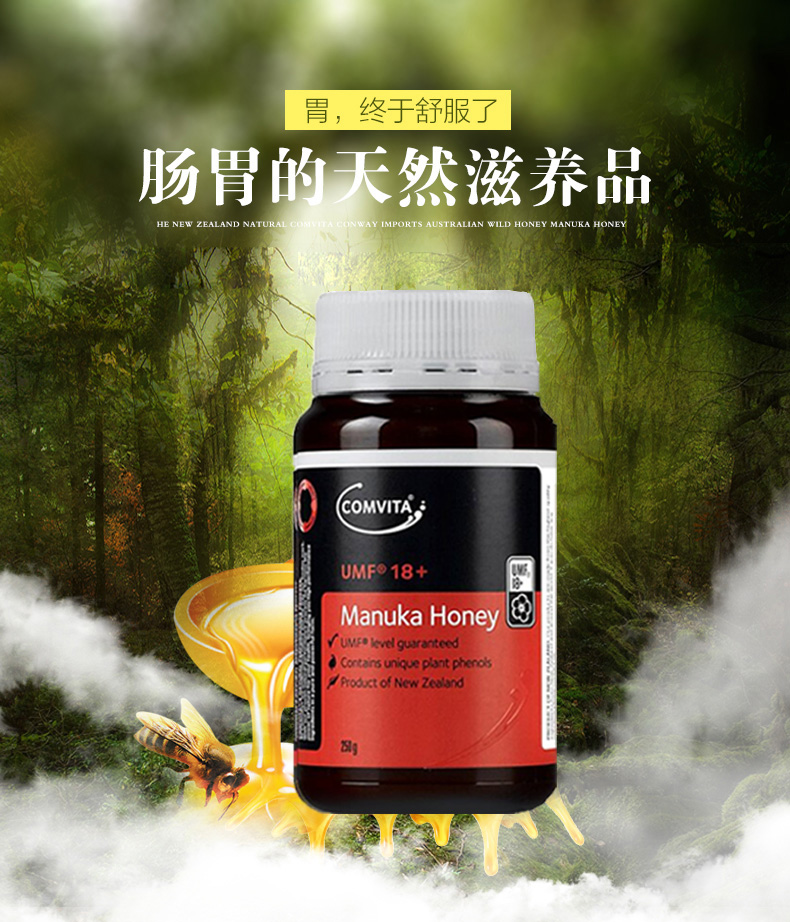 胃，终于舒服了
肠胃的天然滋养品
HE NEW ZEALAND NATURAL COMVITA CONWAY IMPORTS AUSTRALIAN WILD HONEY MANUKA HONEY
COMVITA®
UMF® 18+
UMF®
18+
Manuka Honey
UMF® level guaranteed
Contains unique plant phenols
Product of New Zealand
250g